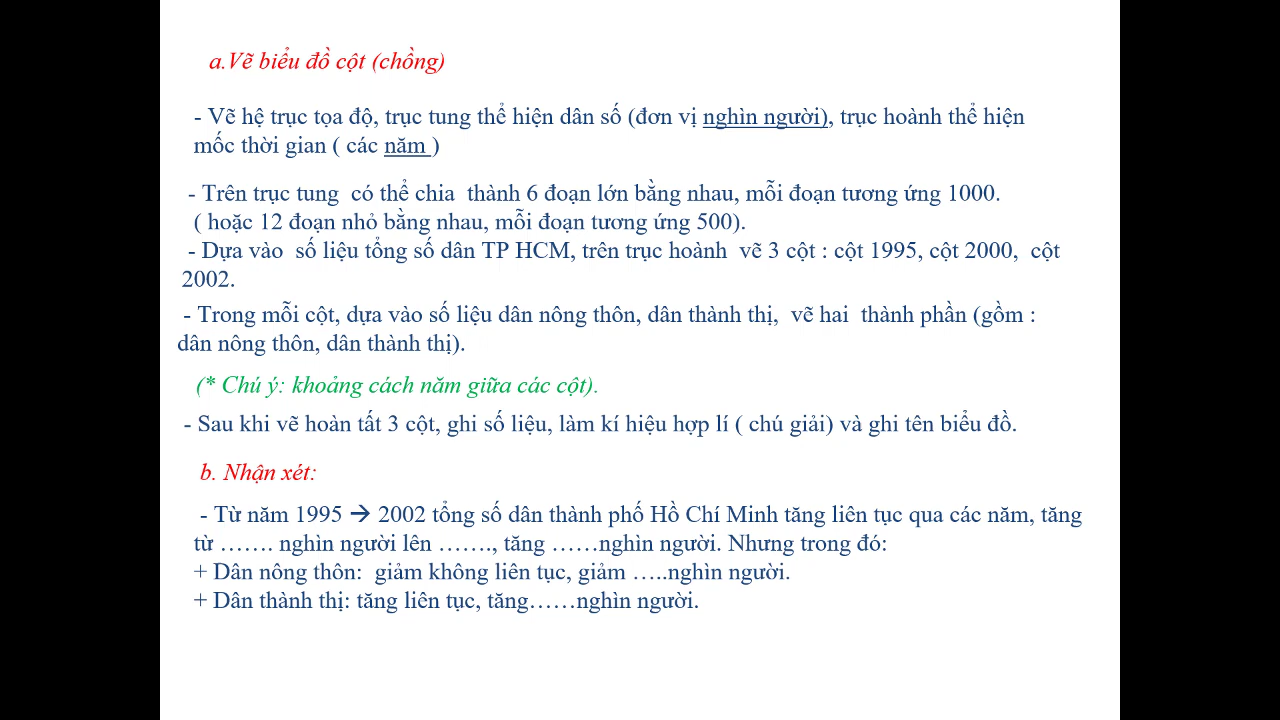 a.Vẽ biểu đồ cột (chồng)
- Vẽ hệ trục tọa độ, trục tung thể hiện dân số (đơn vị nghìn người), trục hoành thể hiện
mốc thời gian ( các năm )
- Trên trục tung có thể chia thành 6 đoạn lớn bằng nhau, mỗi đoạn tương ứng 1000.
( hoặc 12 đoạn nhỏ bằng nhau, mỗi đoạn tương ứng 500).
- Dựa vào số liệu tổng số dân TP HCM, trên trục hoành vẽ 3 cột : cột 1995, cột 2000, cột
2002.
- Trong mỗi cột, dựa vào số liệu dân nông thôn, dân thành thị, vẽ hai thành phần (gồm :
dân nông thôn, dân thành thị).
(* Chú ý: khoảng cách năm giữa các cột).
- Sau khi vẽ hoàn tất 3 cột, ghi số liệu, làm kí hiệu hợp lí ( chú giải) và ghi tên biểu đồ.
b. Nhận xét:
- Từ năm 1995 → 2002 tổng số dân thành phố Hồ Chí Minh tăng liên tục qua các năm, tăng
từ ……. nghìn người lên ……., tăng ……nghìn người. Nhưng trong đó:
+ Dân nông thôn: giảm không liên tục, giảm …..nghìn người.
+ Dân thành thị: tăng liên tục, tăng……nghìn người.